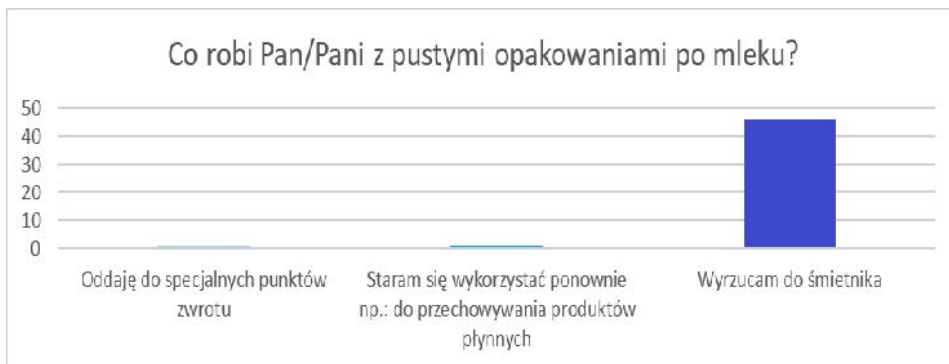 Co robi Pan/Pani z pustymi opakowaniami po mleku?
50
40
30
20
10
0
Oddaję do specjalnych punktów
zwrotu
Staram się wykorzystać ponownie
np.: do przechowywania produktów
płynnych
Wyrzucam do śmietnika